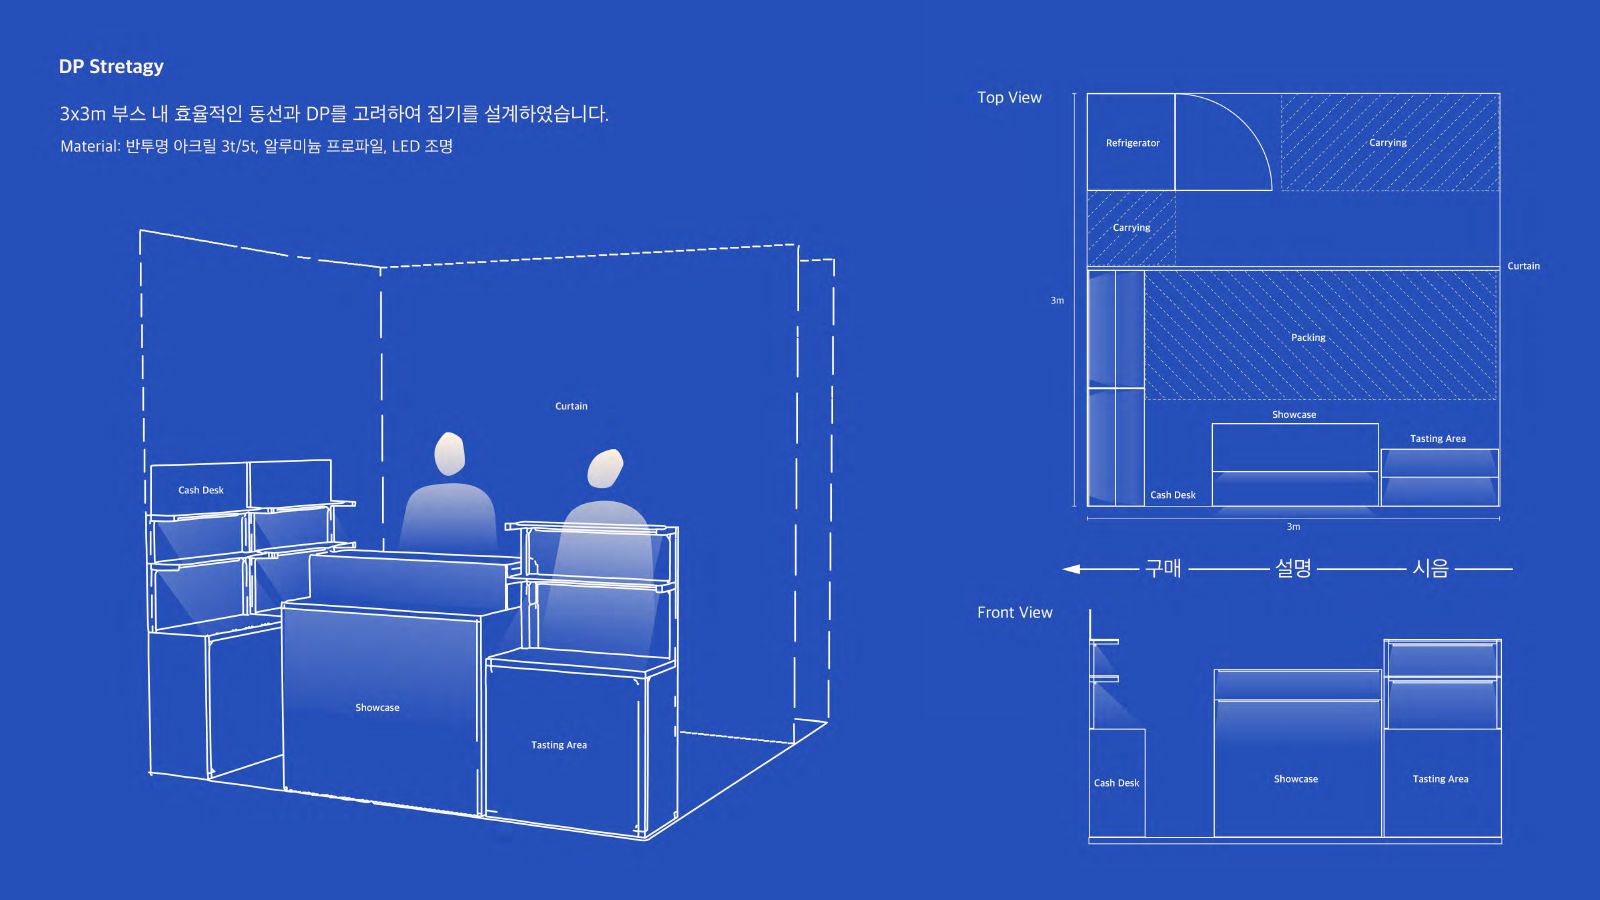 DP Stretagy
3x3m 부스 내 효율적인 동선과 DP를 고려하여 집기를 설계하였습니다.
Material: 반투명 아크릴 3t/5t, 알루미늄 프로파일, LED 조명
Curtain
Cash Desk
Showcase
Tasting Area
Top View
Refrigerator
Carrying
Carrying
Curtain
3m
Packing
Showcase
Tasting Area
Cash Desk
3m
구매 설명 시음
Front View
Cash Desk
Showcase
Tasting Area